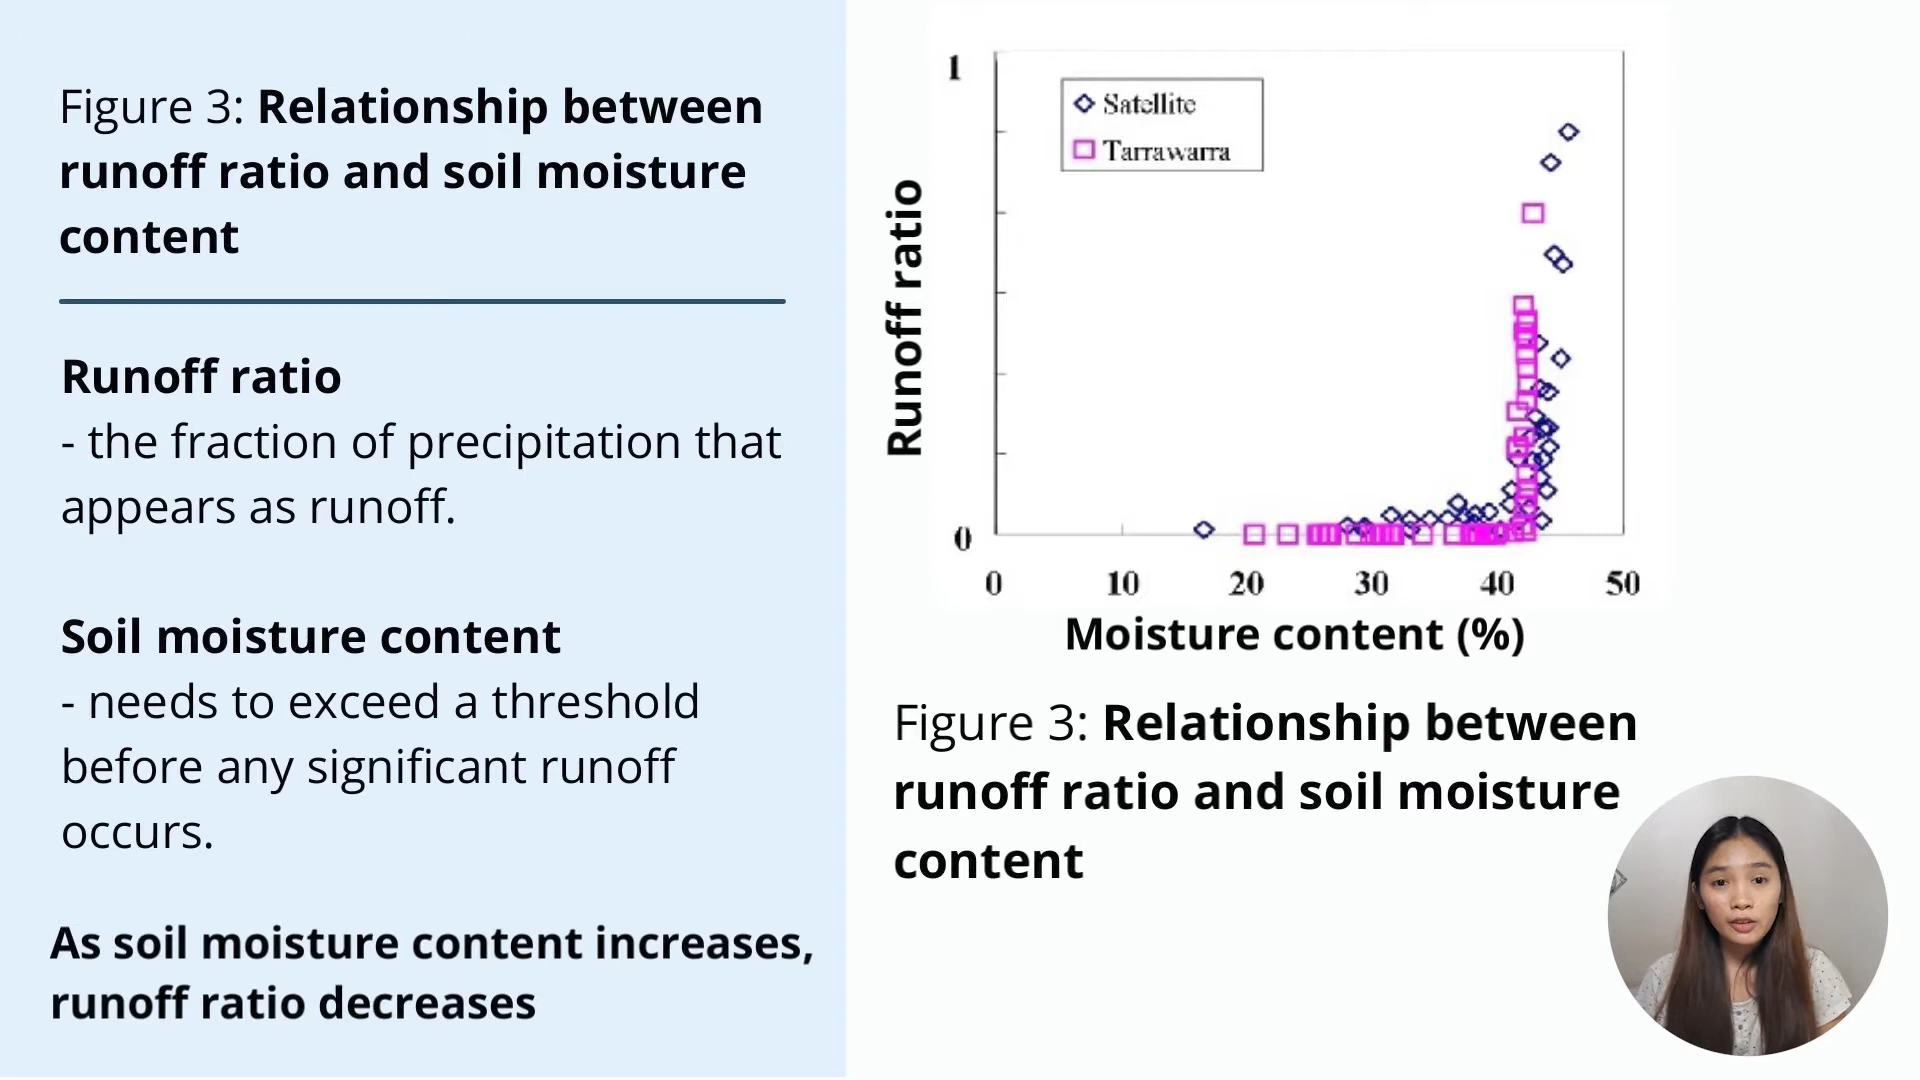 Figure 3: Relationship between
runoff ratio and soil moisture
content
Runoff ratio
- the fraction of precipitation that
appears as runoff.
Soil moisture content
- needs to exceed a threshold
before any significant runoff
occurs.
As soil moisture content increases,
runoff ratio decreases
1
Satellite
Tarrawarra
Runoff ratio
0
0 10 20 30 40 50
Moisture content (%)
Figure 3: Relationship between
runoff ratio and soil moisture
content